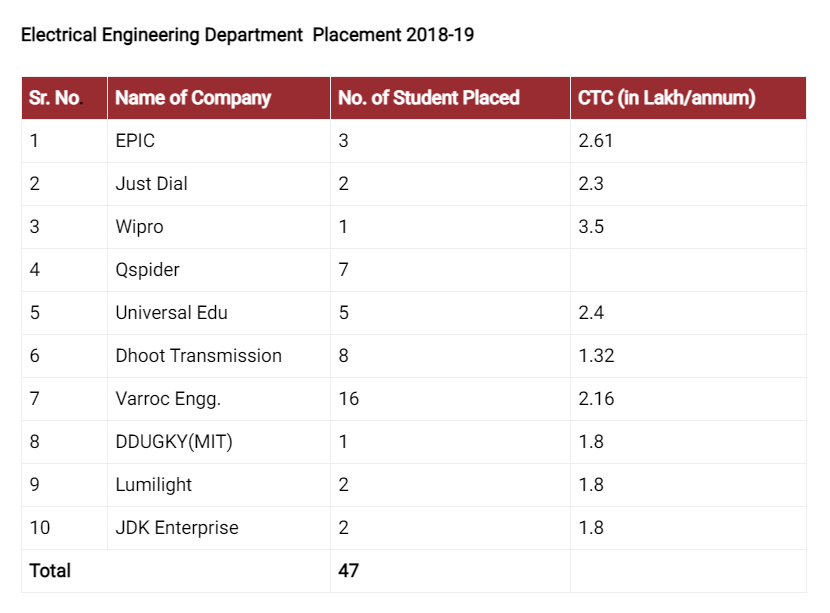 Electrical Engineering Department  Placement 2018-19
Sr. No. Name of Company No. of Student Placed CTC (in Lakh/annum)
1 EPIC 3 2.61
2 Just Dial 2 2.3
3 Wipro 1 3.5
4 Qspider 7
5 Universal Edu 5 2.4
6 Dhoot Transmission 8 1.32
7 Varroc Engg. 16 2.16
8 DDUGKY(MIT) 1 1.8
9 Lumilight 2 1.8
10 JDK Enterprise 2 1.8
Total 47